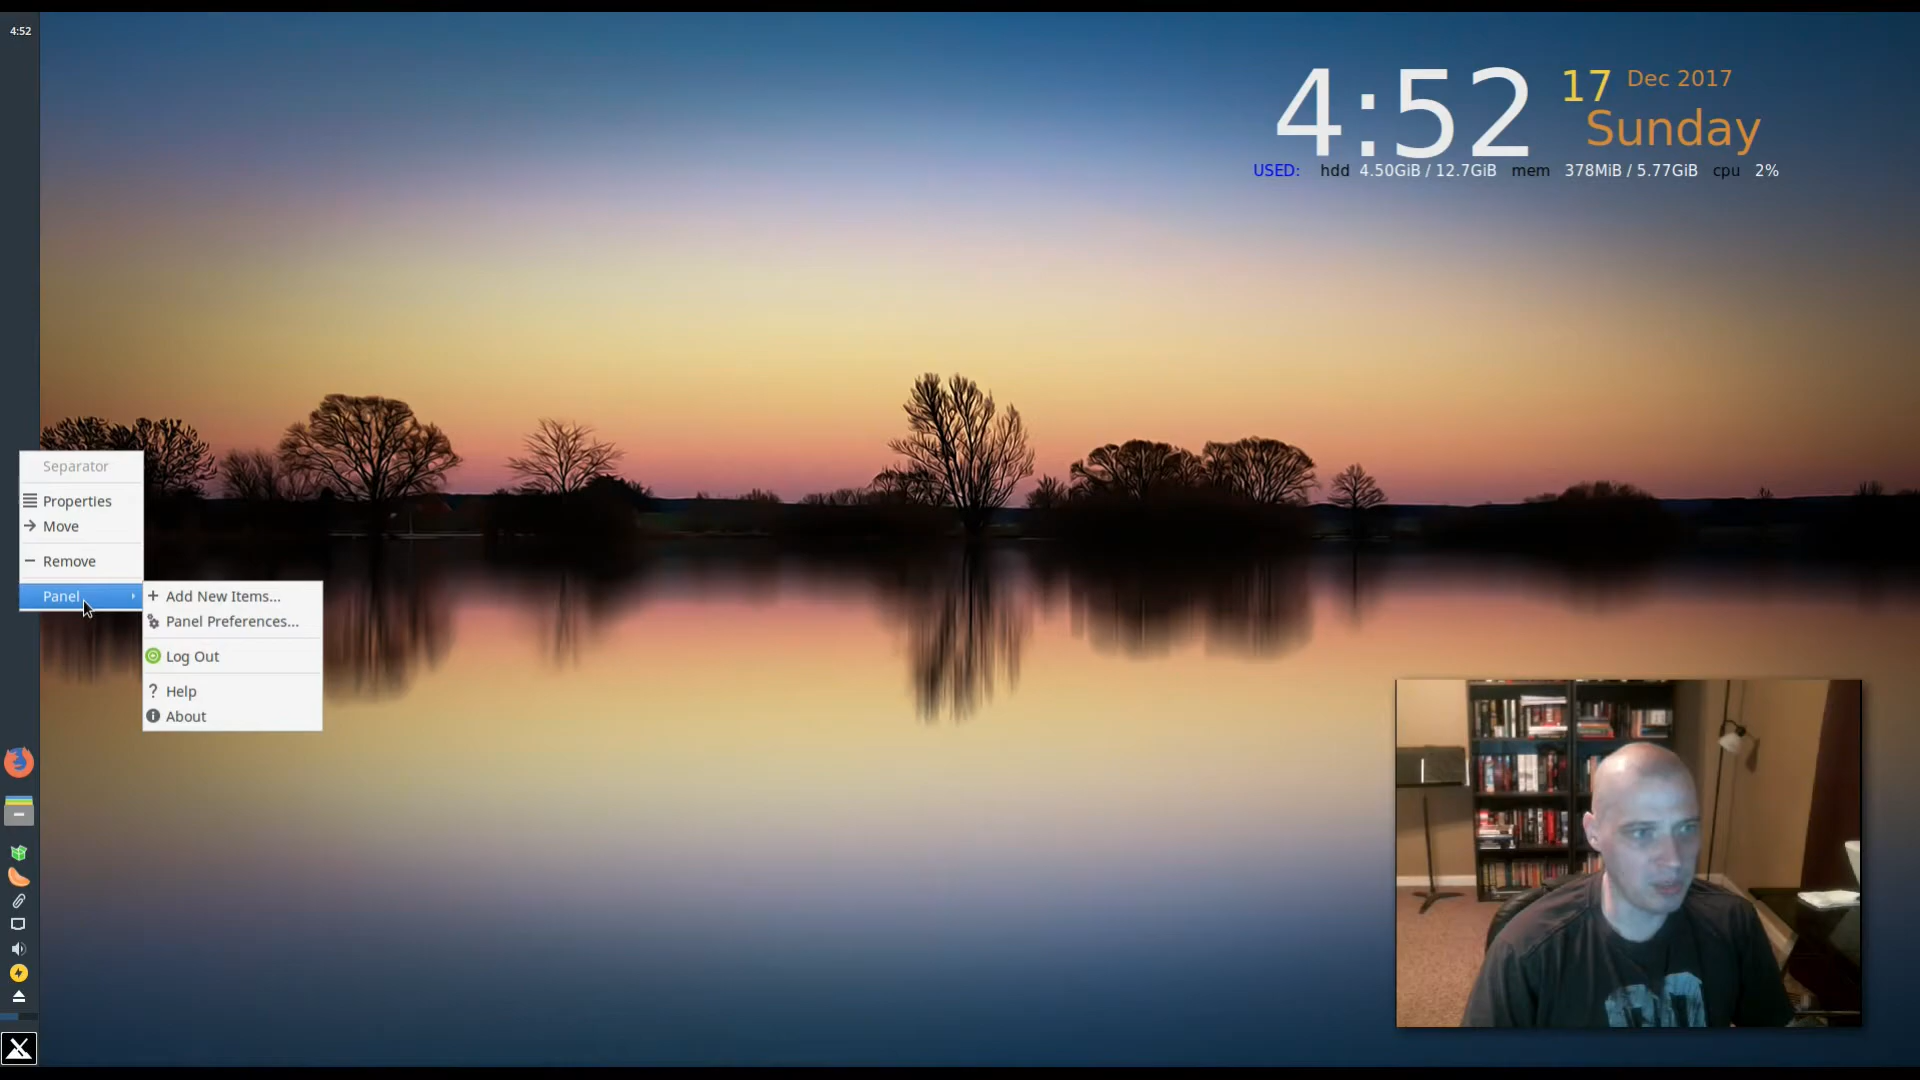 4:52
4:52 17 Dec 2017
Sunday
USED: hdd 4.50GiB / 12.7GiB mem 378MiB / 5.77GiB cpu 2%
Separator
Properties
Move
Remove
Panel
Add New Items...
Panel Preferences...
Log Out
Help
About